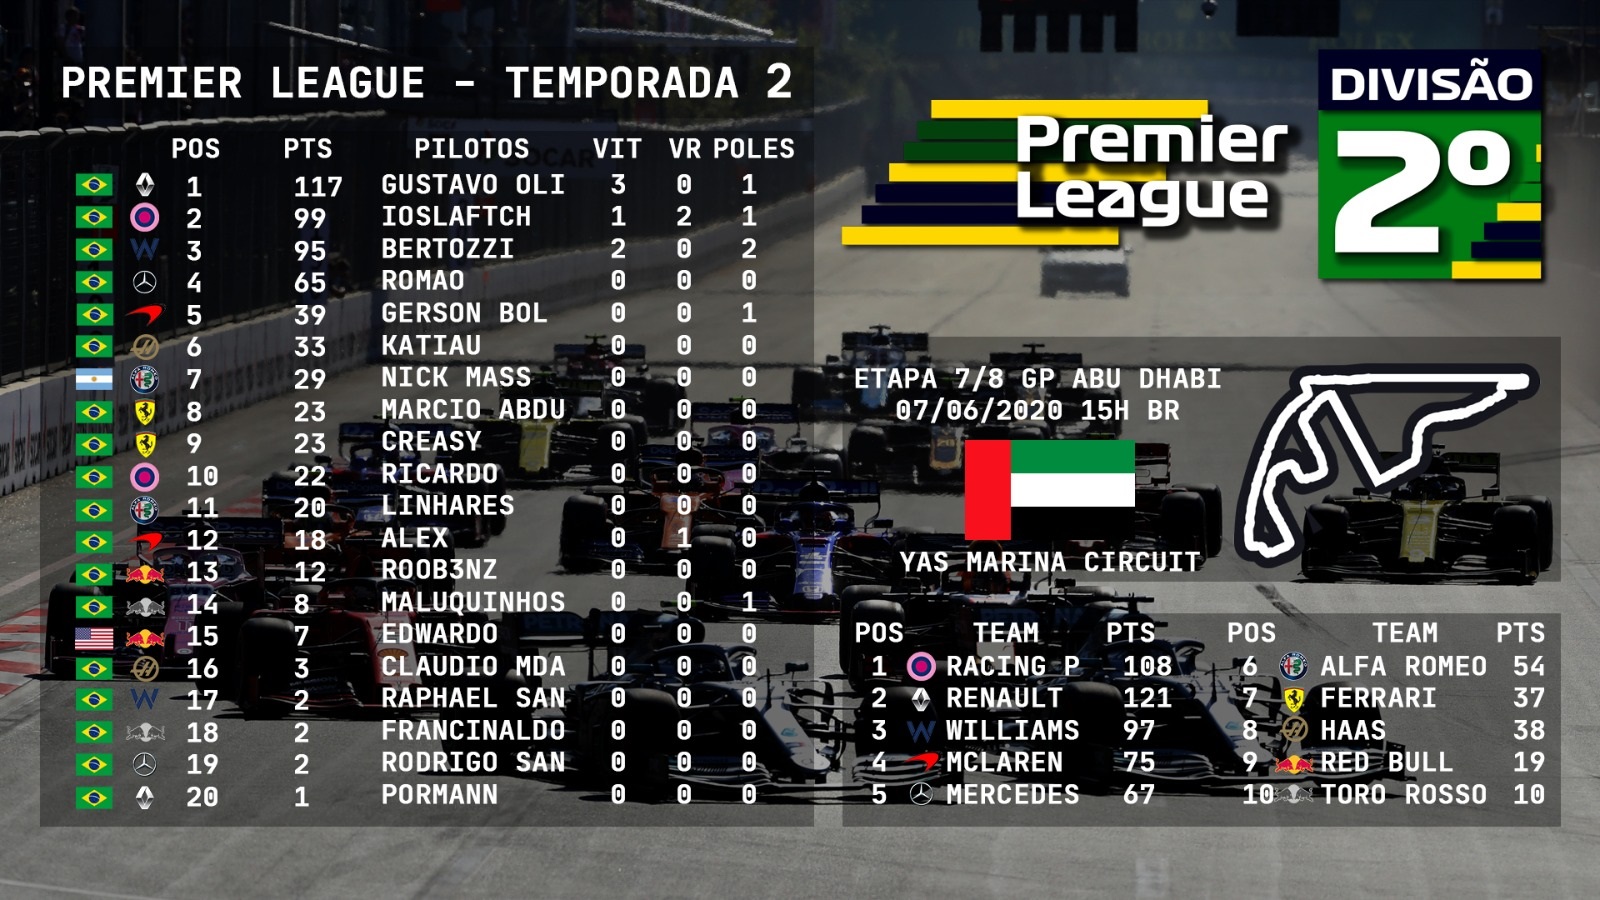 PREMIER LEAGUE - TEMPORADA 2
POS PTS PILOTOS VIT VR POLES
1 117 GUSTAVO OLI 3 0 1
2 99 IOSLAFTCH 1 2 1
3 95 BERTOZZI 2 0 2
4 65 ROMAO 0 0 0
5 39 GERSON BOL 0 0 1
6 33 KATIAU 0 0 0
7 29 NICK MASS 0 0 0
8 23 MARCIO ABDU 0 0 0
9 23 CREASY 0 0 0
10 22 RICARDO 0 0 0
11 20 LINHARES 0 0 0
12 18 ALEX 0 1 0
13 12 ROOB3NZ 0 0 0
14 8 MALUQUINHOS 0 0 1
15 7 EDWARDO 0 0 0
16 3 CLAUDIO MDA 0 0 0
17 2 RAPHAEL SAN 0 0 0
18 2 FRANCINALDO 0 0 0
19 2 RODRIGO SAN 0 0 0
20 1 PORMANN 0 0 0
Premier
League
DIVISÃO
2º
ETAPA 7/8 GP ABU DHABI
07/06/2020 15H BR
YAS MARINA CIRCUIT
POS TEAM PTS POS TEAM PTS
1 RACING P 108 6 ALFA ROMEO 54
2 RENAULT 121 7 FERRARI 37
3 WILLIAMS 97 8 HAAS 38
4 MCLAREN 75 9 RED BULL 19
5 MERCEDES 67 10 TORO ROSSO 10